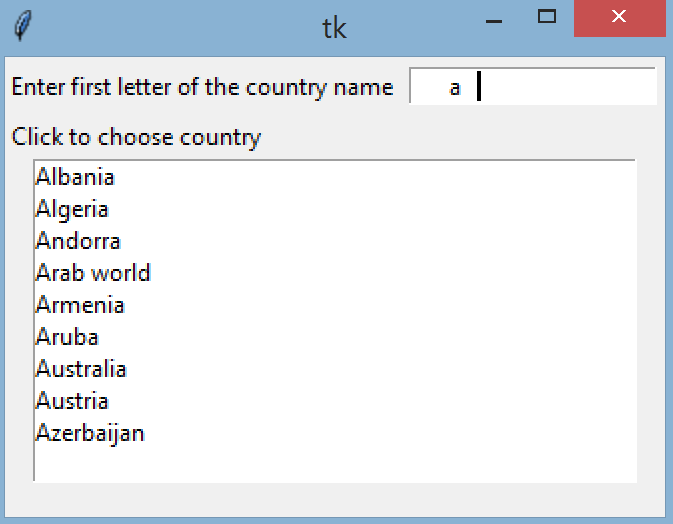 tk
Enter first letter of the country name a
Click to choose country
Albania
Algeria
Andorra
Arab world
Armenia
Aruba
Australia
Austria
Azerbaijan